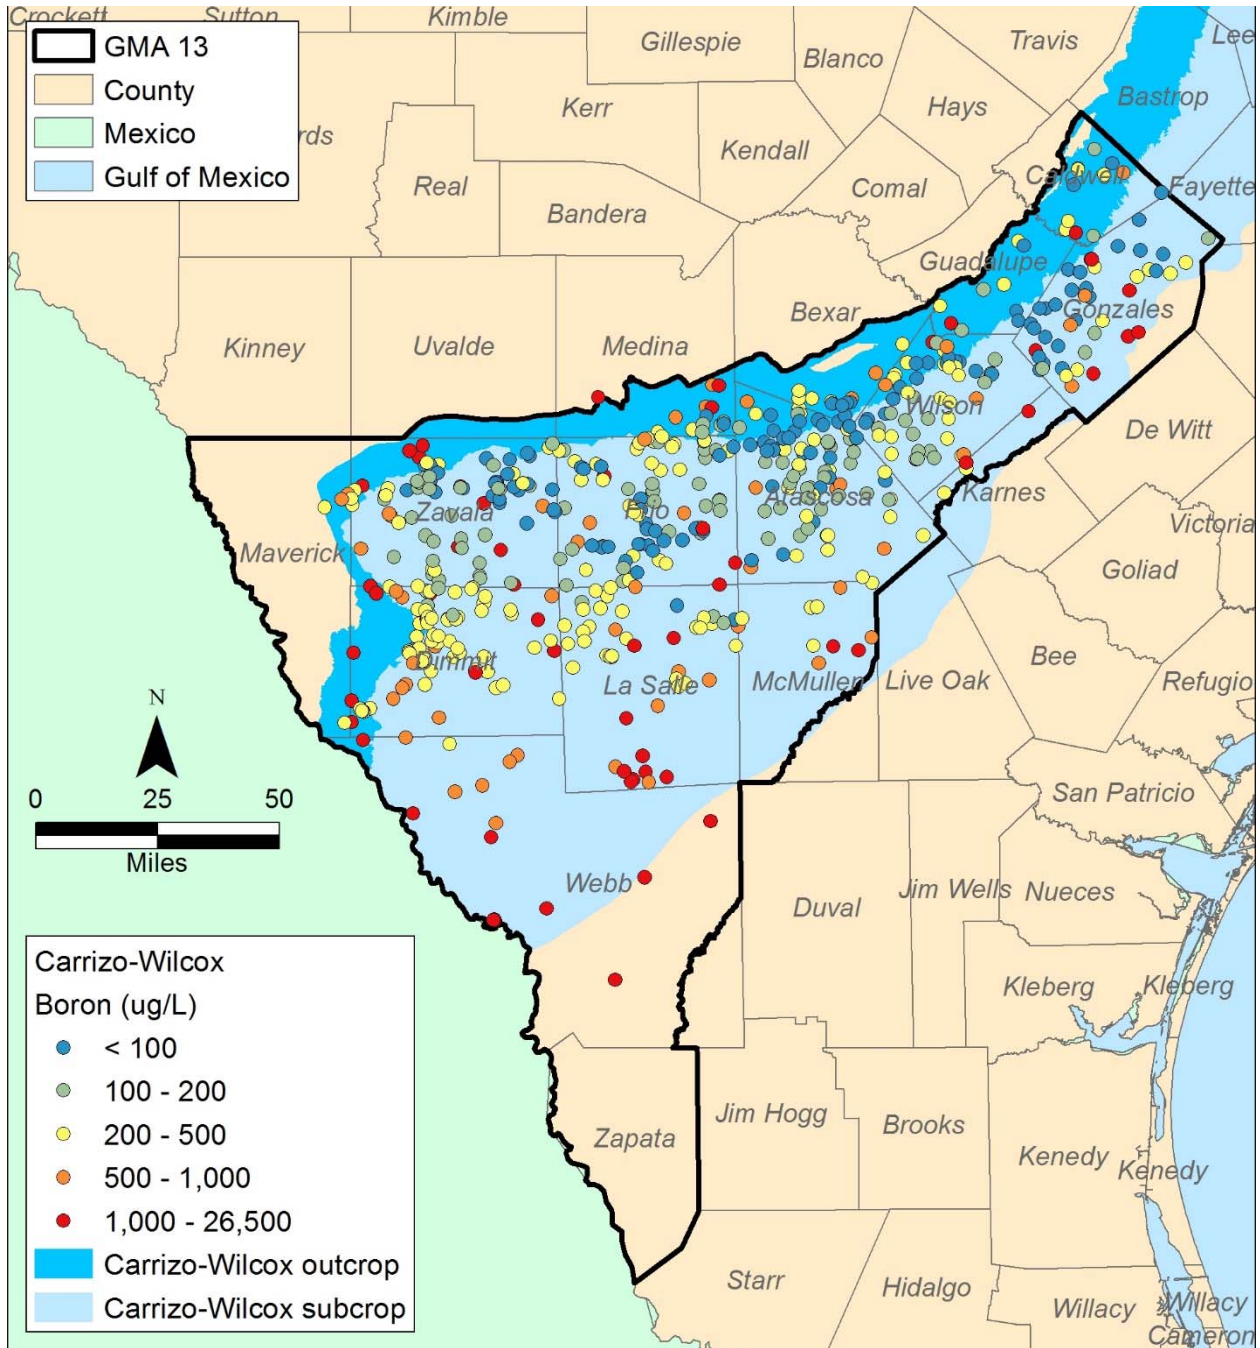 Crockett
Sutton
Kimble
Gillespie
Blanco
Travis
Lee
GMA 13
County
Mexico
Gulf of Mexico
rds
Kerr
Hays
Bastrop
Real
Kendall
Comal
Caldwell
Fayette
Bandera
Guadalupe
Gonzales
Bexar
Kinney
Uvalde
Medina
Wilson
De Witt
Zavala
Frio
Atascosa
Karnes
Victoria
Maverick
Goliad
Dimmit
La Salle
McMullen
Live Oak
Bee
Refugio
N
0 25 50
Miles
San Patricio
Webb
Duval
Jim Wells
Nueces
Kleberg
Kleberg
Carrizo-Wilcox
Boron (ug/L)
< 100
100 - 200
200 - 500
500 - 1,000
1,000 - 26,500
Carrizo-Wilcox outcrop
Carrizo-Wilcox subcrop
Zapata
Jim Hogg
Brooks
Kenedy
Kenedy
Starr
Hidalgo
Willacy
Willacy
Cameron